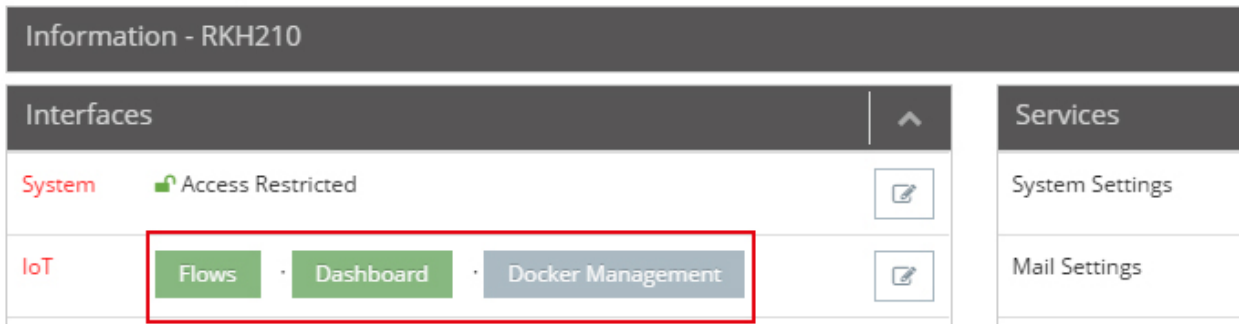 Information - RKH210
Interfaces
Services
System Access Restricted
System Settings
IoT Flows · Dashboard · Docker Management
Mail Settings